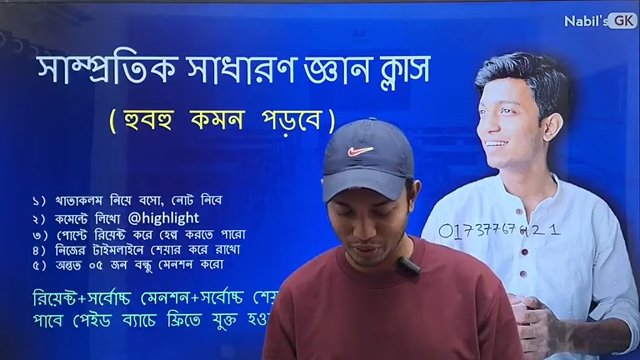 Nabil's GK
সাম্প্রতিক সাধারণ জ্ঞান ক্লাস
( হুবহু কমন পড়বে )
১) খাতাকলম নিয়ে বসো, নোট নিবে
২) কমেন্টে লিখো @highlight
৩) পোস্টে রিয়েক্ট করে হেল্প করতে পারো
৪) নিজের টাইমলাইনে শেয়ার করে রাখো
৫) অন্তত ০৫ জন বন্ধু মেনশন করো
রিয়েক্ট+সর্বোচ্চ মেনশন+সর্বোচ্চ
পাবে পেইড ব্যাচে ফ্রিতে যুক্ত